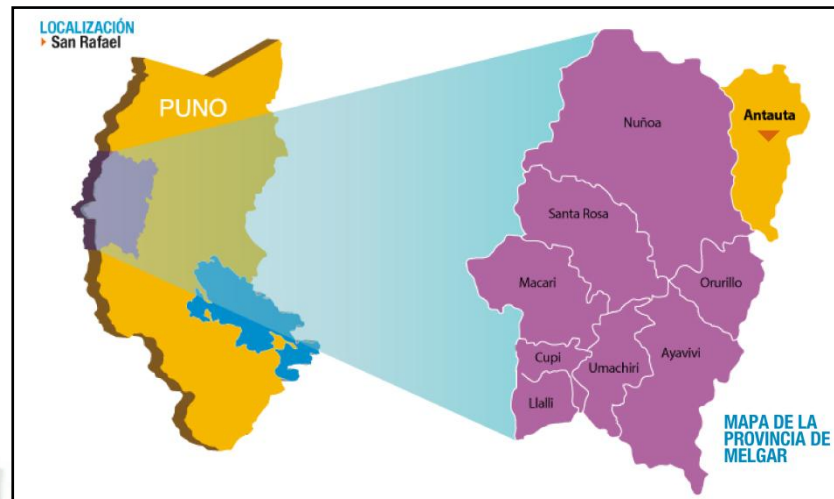 LOCALIZACIÓN
San Rafael
PUNO
Nuñoa
Antauta
Santa Rosa
Macari
Orurillo
Cupi
Umachiri
Ayavivi
Llalli
MAPA DE LA
PROVINCIA DE
MELGAR